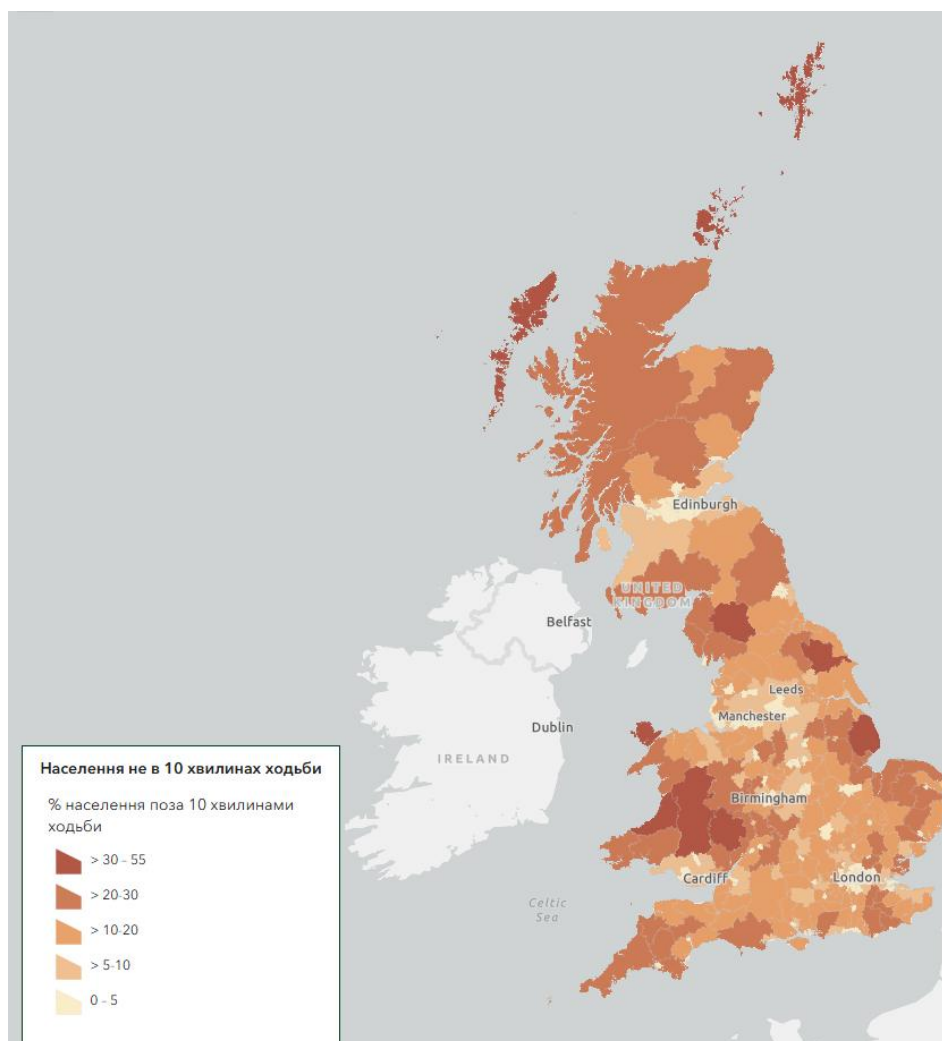 Edinburgh
UNITED
KINGDOM
Belfast
Leeds
Manchester
Dublin
IRELAND
Birmingham
Cardiff
London
Celtic
Sea
Населення не в 10 хвилинах ходьби
% населення поза 10 хвилинами
ходьби
> 30 – 55
> 20-30
> 10-20
> 5-10
0 – 5